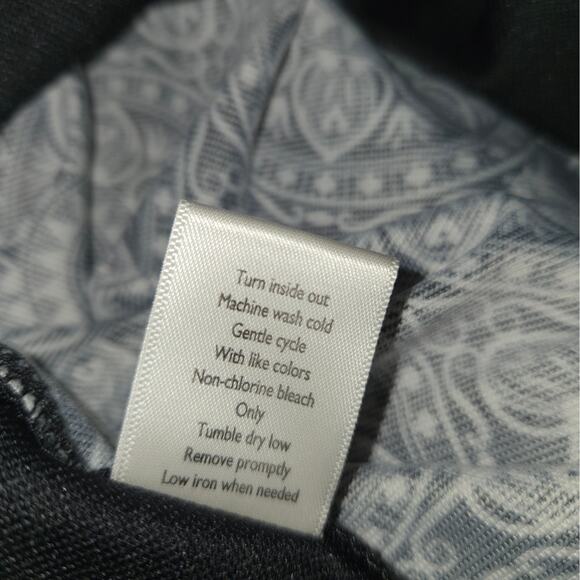 Turn inside out
Machine wash cold
Gentle cycle
With like colors
Non-chlorine bleach
Only
Tumble dry low
Remove promptly
Low iron when needed